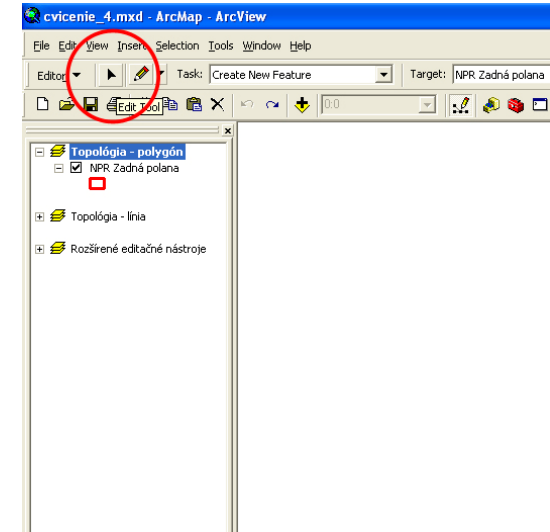 cvicenie_4.mxd - ArcMap - ArcView
File Edit View Insert Selection Tools Window Help
Editor Task: Create New Feature Target: NPR Zadná polana
Edit Tool 0:0
Topológia - polygón
NPR Zadná polana
Topológia - línia
Rozšírené editačné nástroje